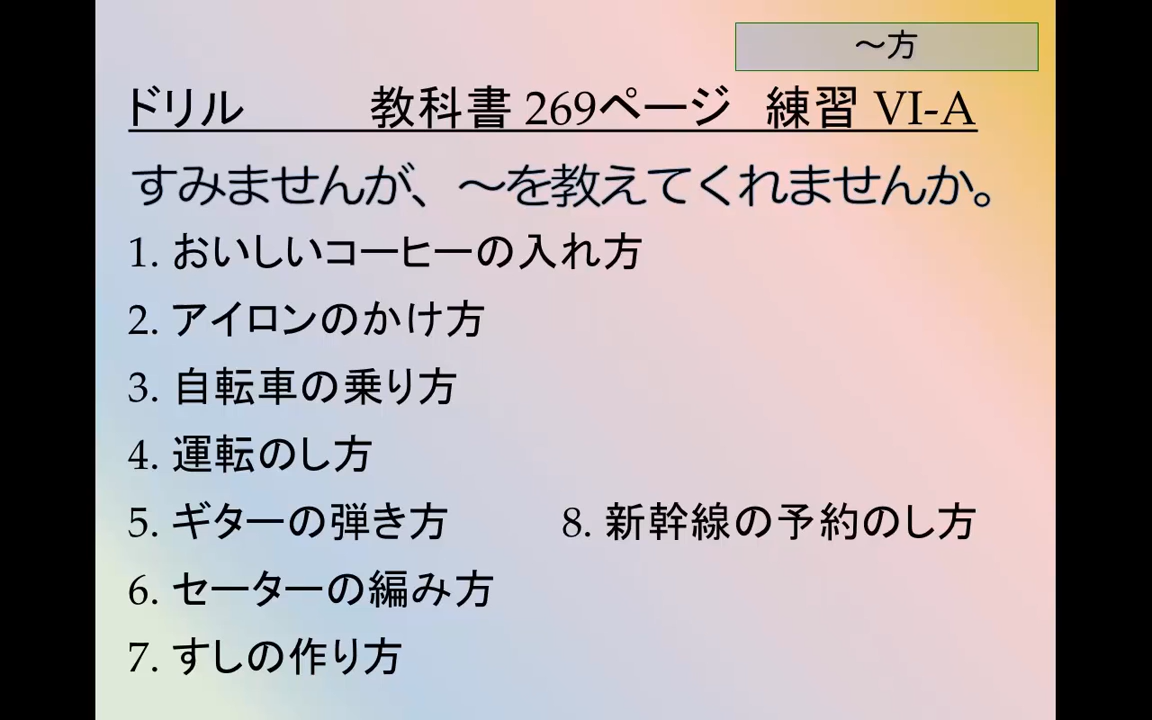 ～方
ドリル 教科書 269ページ 練習 VI-A
すみませんが、～を教えてくれませんか。
1. おいしいコーヒーの入れ方
2. アイロンのかけ方
3. 自転車の乗り方
4. 運転のし方
5. ギターの弾き方 8. 新幹線の予約のし方
6. セーターの編み方
7. すしの作り方